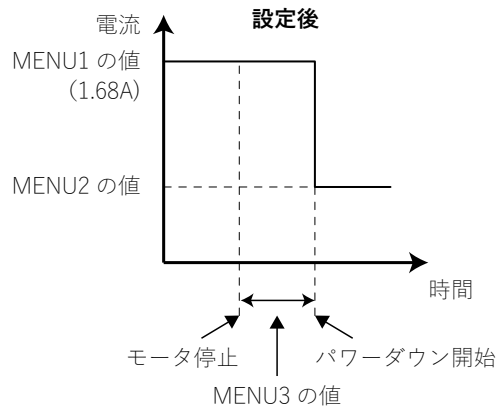 設定後
電流
MENU1 の値
(1.68A)
MENU2 の値
時間
モータ停止
パワーダウン開始
MENU3 の値